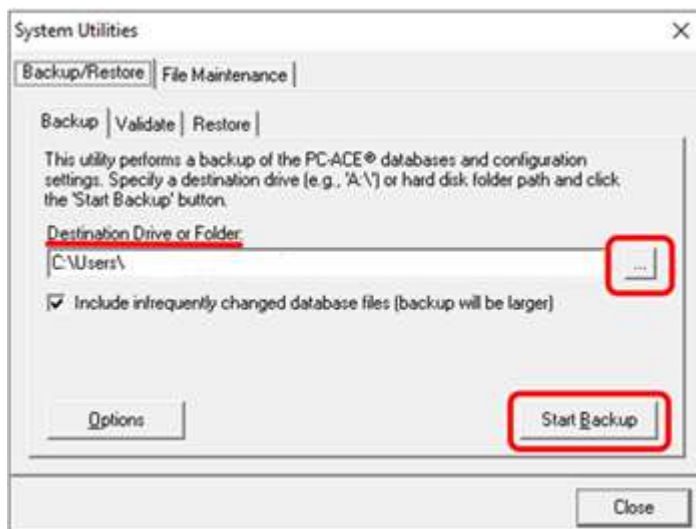 System Utilities
Backup/Restore File Maintenance
Backup Validate Restore
This utility performs a backup of the PC-ACE® databases and configuration
settings. Specify a destination drive (e.g., 'A:\') or hard disk folder path and click
the 'Start Backup' button.
Destination Drive or Folder:
C:\Users\
...
Include infrequently changed database files (backup will be larger)
Options Start Backup
Close